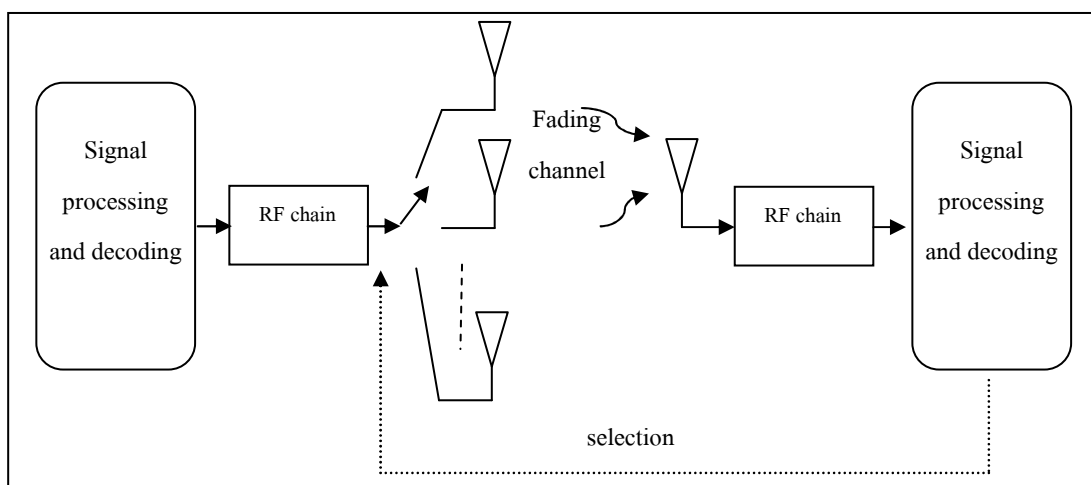 Signal
processing
and decoding
RF chain
Fading
channel
RF chain
Signal
processing
and decoding
selection